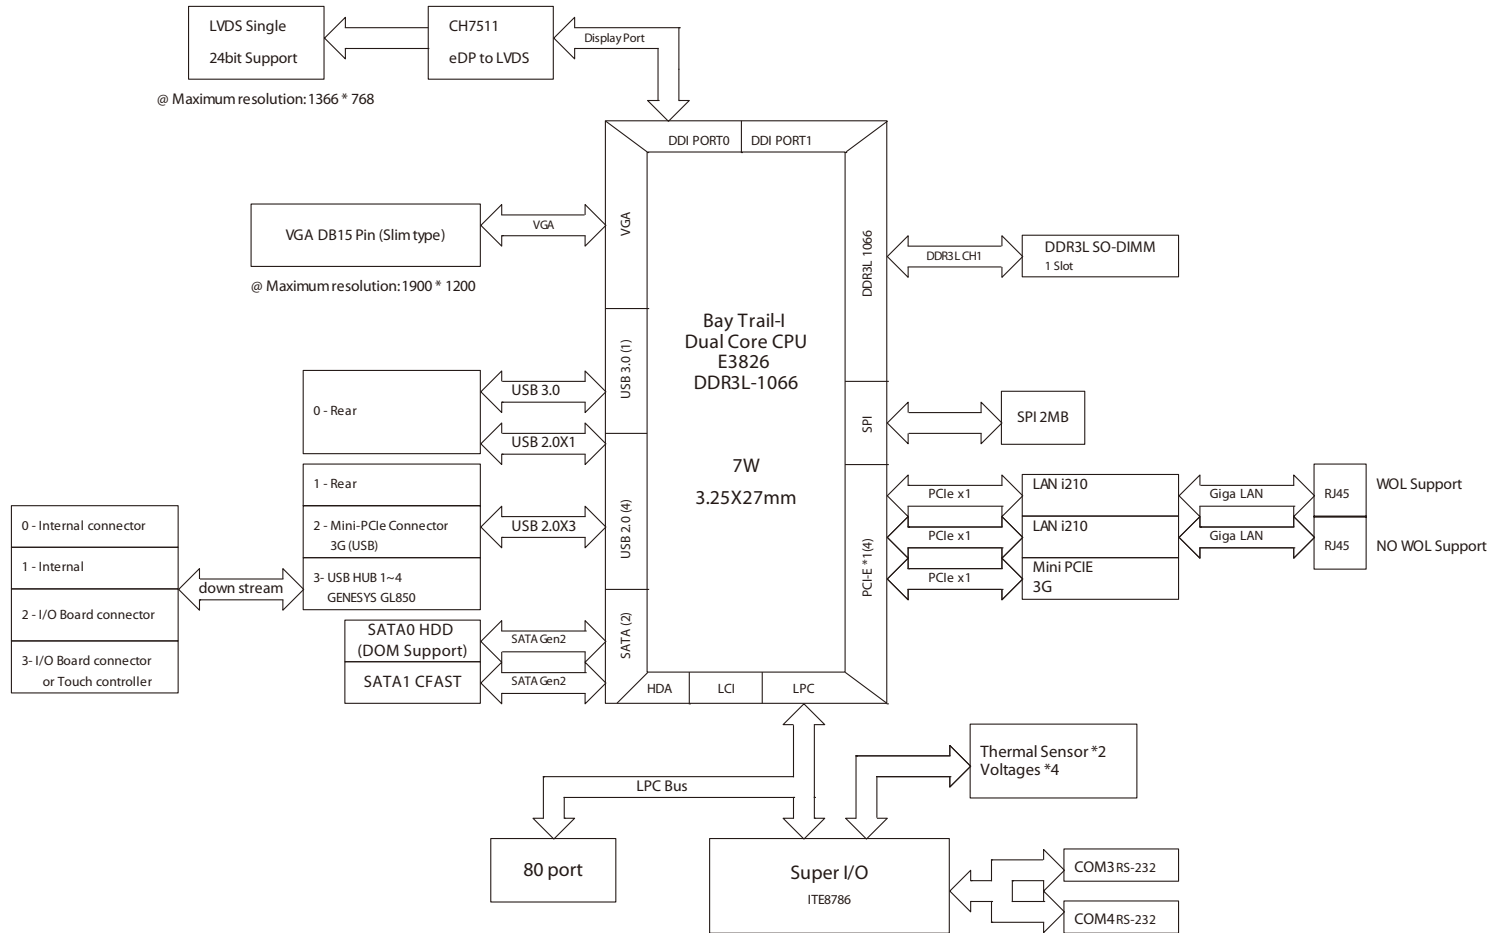 LVDS Single
24bit Support
CH7511
eDP to LVDS
Display Port
@ Maximum resolution: 1366 * 768
DDI PORT0
DDI PORT1
VGA DB15 Pin (Slim type)
VGA
VGA
@ Maximum resolution: 1900 * 1200
DDR3L 1066
DDR3L CH1
DDR3L SO-DIMM
1 Slot
Bay Trail-I
Dual Core CPU
E3826
DDR3L-1066
7W
3.25X27mm
0 - Rear
USB 3.0
USB 2.0X1
USB 3.0 (1)
SPI
SPI 2MB
1 - Rear
2 - Mini-PCIe Connector
3G (USB)
3- USB HUB 1~4
GENESYS GL850
USB 2.0X3
USB 2.0 (4)
0 - Internal connector
1 - Internal
2 - I/O Board connector
3- I/O Board connector
or Touch controller
down stream
PCI-E *1(4)
PCIe x1
PCIe x1
PCIe x1
LAN i210
LAN i210
Mini PCIE
3G
Giga LAN
Giga LAN
RJ45
RJ45
WOL Support
NO WOL Support
SATA0 HDD
(DOM Support)
SATA1 CFAST
SATA Gen2
SATA Gen2
SATA (2)
HDA
LCI
LPC
LPC Bus
Thermal Sensor *2
Voltages *4
80 port
Super I/O
ITE8786
COM3 RS-232
COM4 RS-232